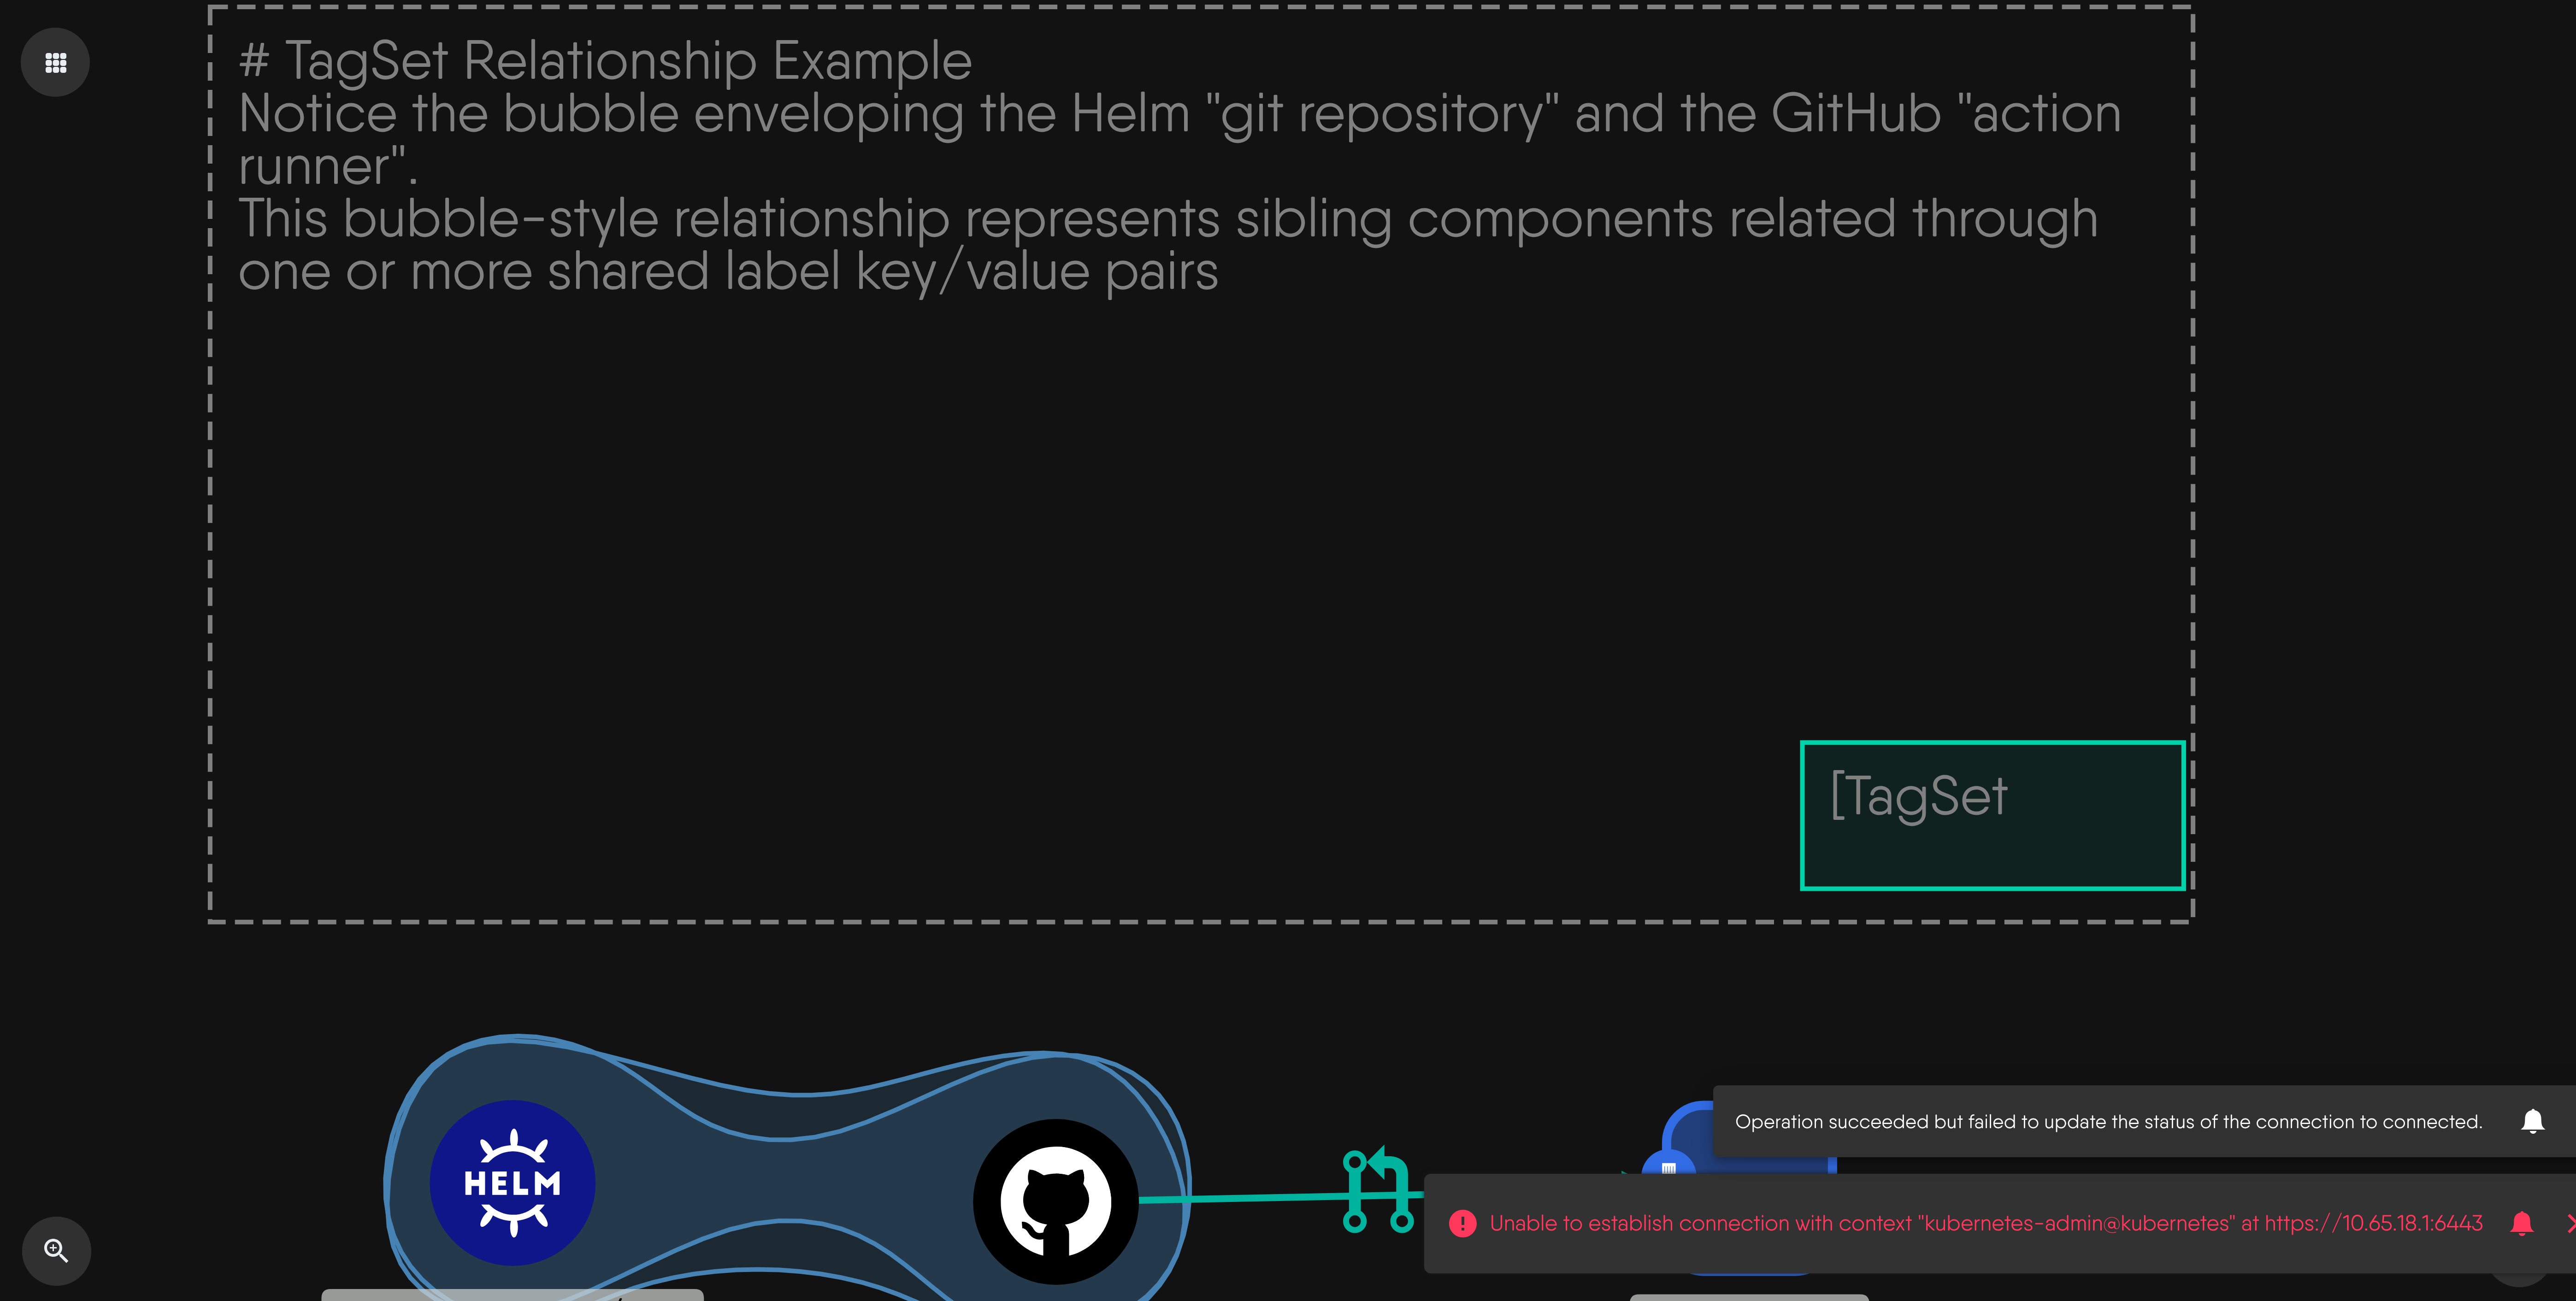 # TagSet Relationship Example
Notice the bubble enveloping the Helm "git repository" and the GitHub "action
runner".
This bubble-style relationship represents sibling components related through
one or more shared label key/value pairs
[TagSet
HELM
Operation succeeded but failed to update the status of the connection to connected.
Unable to establish connection with context "kubernetes-admin@kubernetes" at https://10.65.18.1:6443